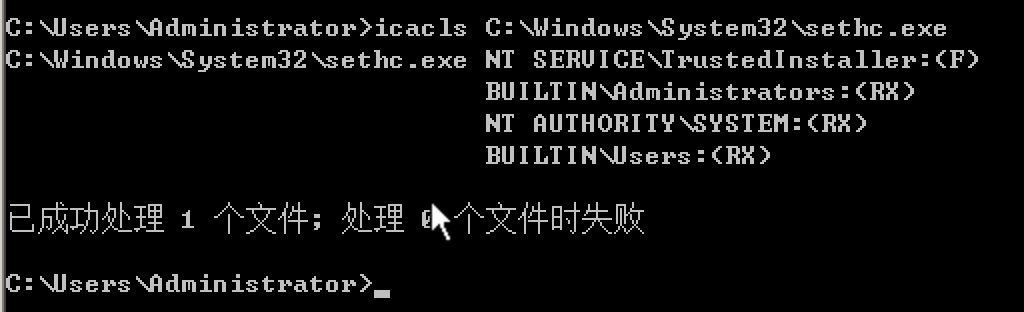 C:\Users\Administrator>icacls C:\Windows\System32\sethc.exe
C:\Windows\System32\sethc.exe NT SERVICE\TrustedInstaller:(F)
BUILTIN\Administrators:(RX)
NT AUTHORITY\SYSTEM:(RX)
BUILTIN\Users:(RX)
已成功处理 1 个文件; 处理 0 个文件时失败
C:\Users\Administrator>_